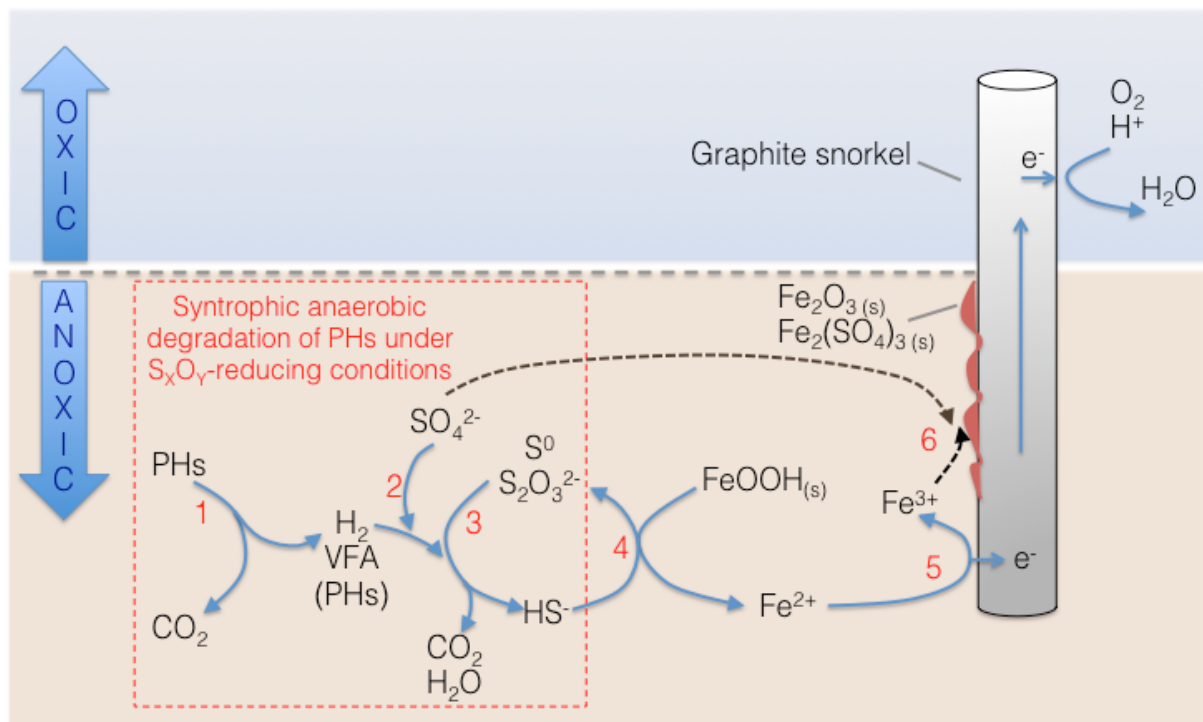 OXIC
ANOXIC
Graphite snorkel
e⁻
O₂
H⁺
H₂O
Syntrophic anaerobic
degradation of PHs under
SₓOᵧ-reducing conditions
Fe₂O₃ (s)
Fe₂(SO₄)₃ (s)
SO₄²⁻
S⁰
S₂O₃²⁻
PHs
1
2
3
4
5
6
H₂
VFA
(PHs)
FeOOH(s)
Fe³⁺
CO₂
HS⁻
Fe²⁺
e⁻
CO₂
H₂O